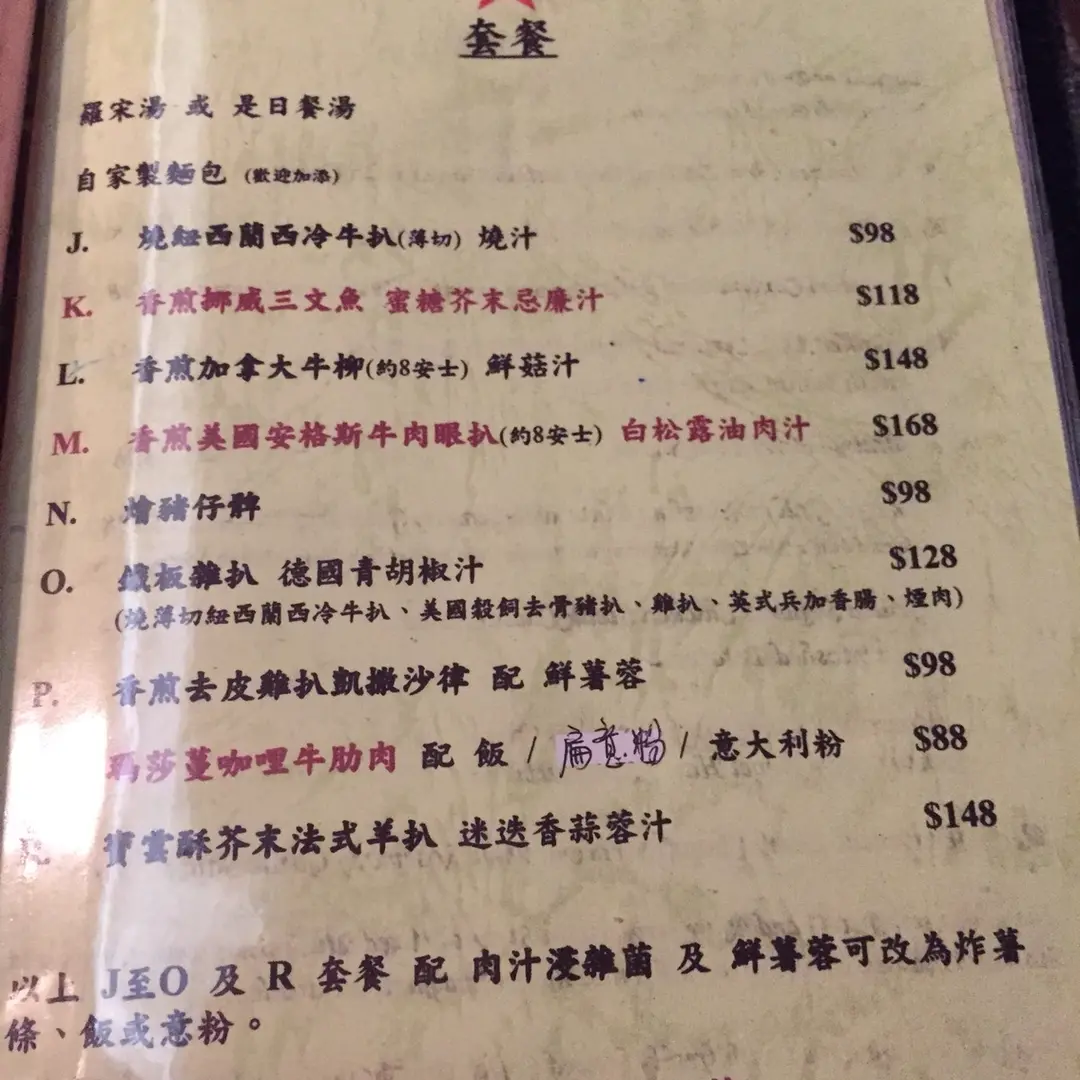 套餐
羅宋湯 或 是日餐湯
自家製麵包 (歡迎加添)
J. 燒紐西蘭西冷牛扒(薄切) 燒汁 $98
K. 香煎挪威三文魚 蜜糖芥末忌廉汁 $118
L. 香煎加拿大牛柳(約8安士) 鮮菇汁 $148
M. 香煎美國安格斯牛肉眼扒(約8安士) 白松露油肉汁 $168
N. 燴豬仔髀 $98
O. 鐵板雜扒 德國青胡椒汁 $128
(燒薄切紐西蘭西冷牛扒、美國穀飼去骨豬扒、雞扒、英式兵加香腸、煙肉)
P. 香煎去皮雞扒凱撒沙律 配 鮮薯蓉 $98
瑪莎蔓咖哩牛肋肉 配 飯 / 扁意粉 / 意大利粉 $88
R. 寶雲酥芥末法式羊扒 迷迭香蒜蓉汁 $148
以上 J至O 及 R 套餐 配 肉汁浸雜菌 及 鮮薯蓉可改為炸薯
條、飯或意粉。